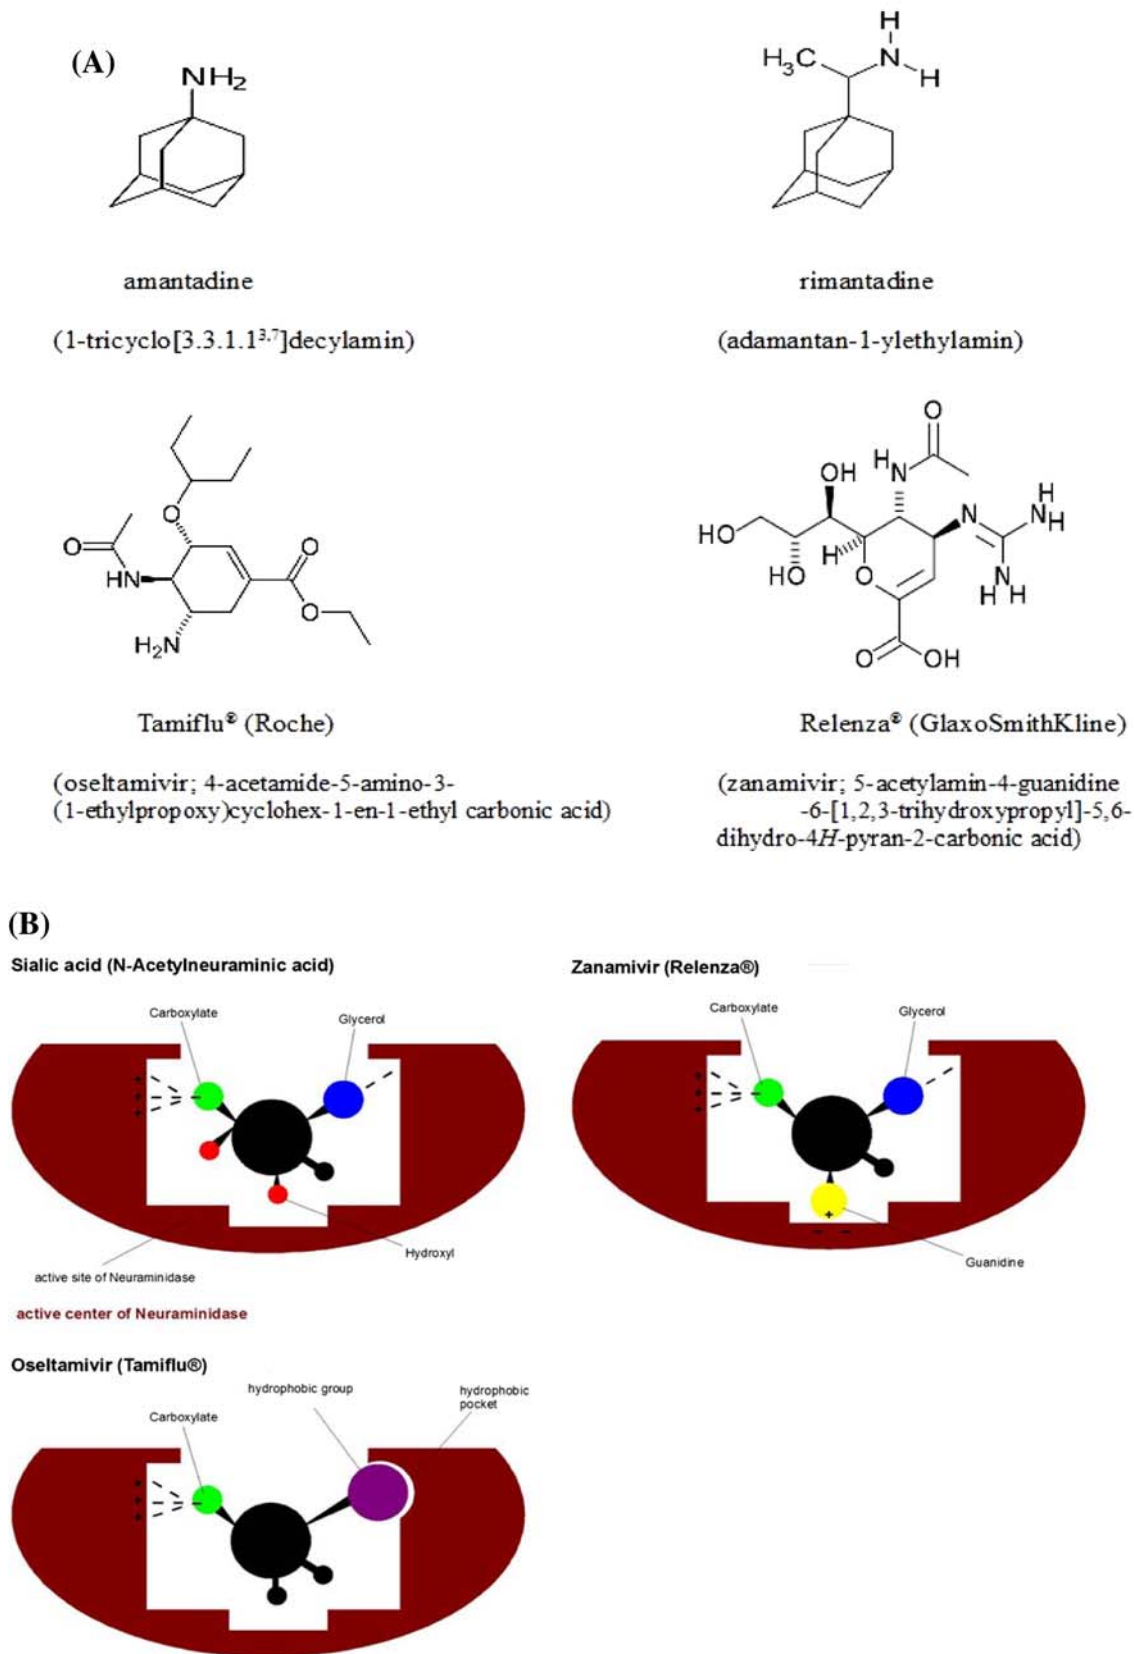 (A)
NH2
H
H3C N H
amantadine
rimantadine
(1-tricyclo[3.3.1.1³·⁷]decylamin)
(adamantan-1-ylethylamin)
O
O
HN
H2N
O
O
O
OH
H
N
HO
HO
H
O
N
H
NH
N
H H
O
OH
Tamiflu® (Roche)
Relenza® (GlaxoSmithKline)
(oseltamivir; 4-acetamide-5-amino-3-
(1-ethylpropoxy)cyclohex-1-en-1-ethyl carbonic acid)
(zanamivir; 5-acetylamin-4-guanidine
-6-[1,2,3-trihydroxypropyl]-5,6-
dihydro-4H-pyran-2-carbonic acid)
(B)
Sialic acid (N-Acetylneuraminic acid)
Carboxylate
Glycerol
+
+
+
Hydroxyl
active site of Neuraminidase
active center of Neuraminidase
Zanamivir (Relenza®)
Carboxylate
Glycerol
+
+
+
+
Guanidine
Oseltamivir (Tamiflu®)
hydrophobic group
hydrophobic
pocket
Carboxylate
+
+
+